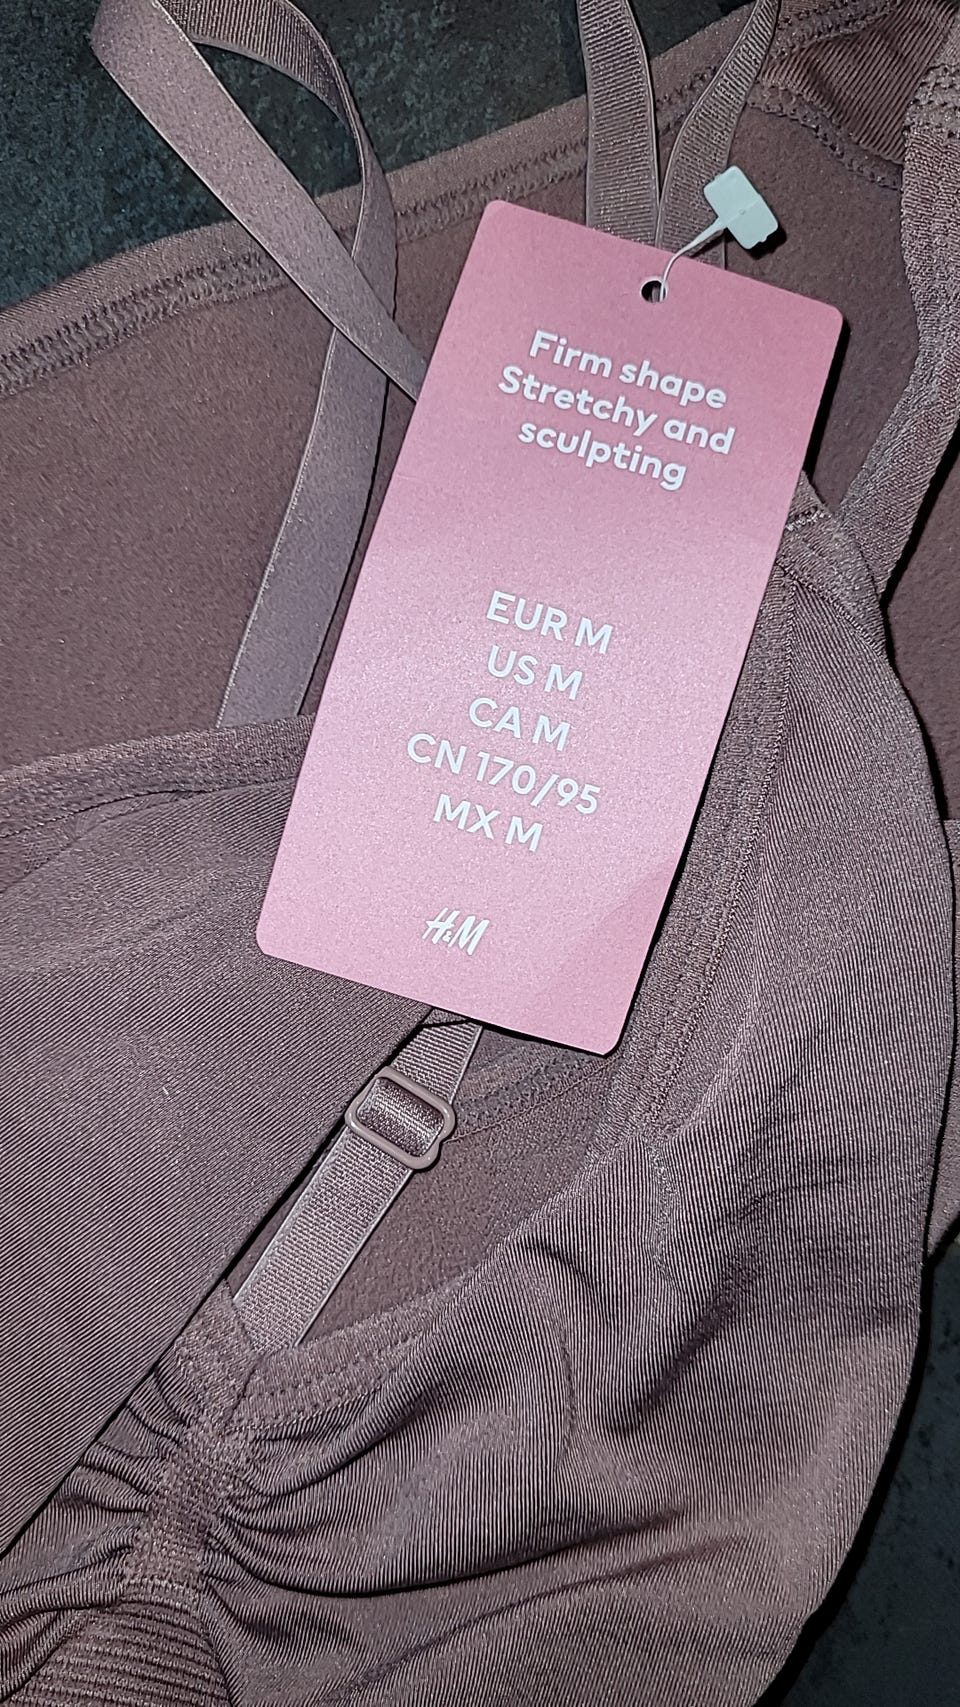 Firm shape
Stretchy and
sculpting
EUR M
US M
CA M
CN 170/95
MX M
H&M